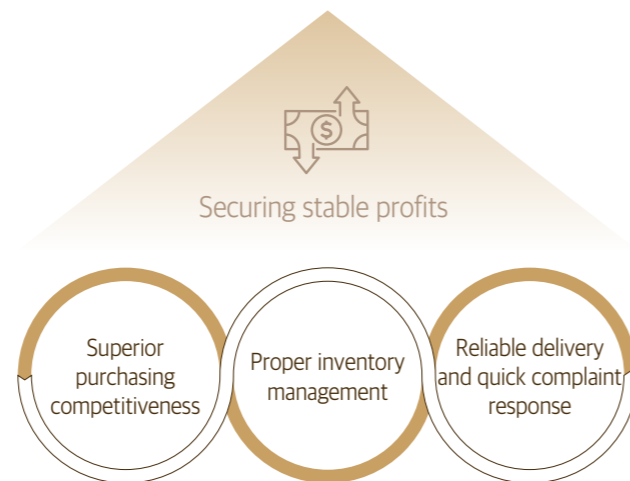 $
Securing stable profits
Superior
purchasing
competitiveness
Proper inventory
management
Reliable delivery
and quick complaint
response